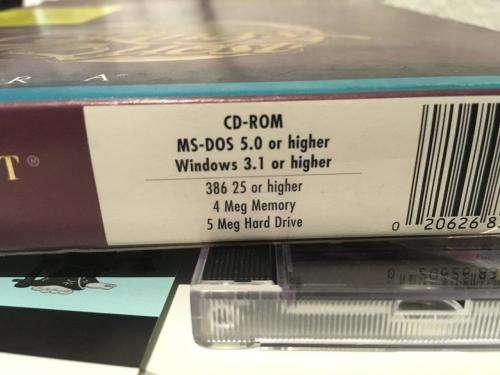 R A®
T®
CD-ROM
MS-DOS 5.0 or higher
Windows 3.1 or higher
386 25 or higher
4 Meg Memory
5 Meg Hard Drive
0 20626 83